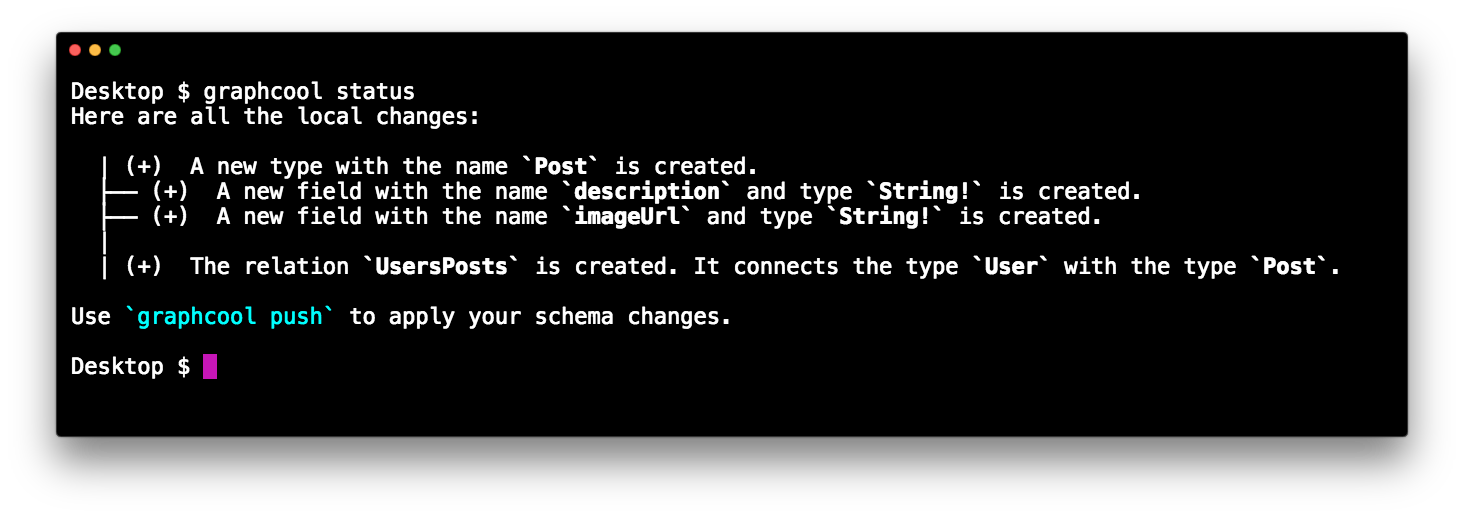 Desktop $ graphcool status
Here are all the local changes:
| (+)  A new type with the name `Post` is created.
├── (+)  A new field with the name `description` and type `String!` is created.
├── (+)  A new field with the name `imageUrl` and type `String!` is created.
│
| (+)  The relation `UsersPosts` is created. It connects the type `User` with the type `Post`.
Use `graphcool push` to apply your schema changes.
Desktop $